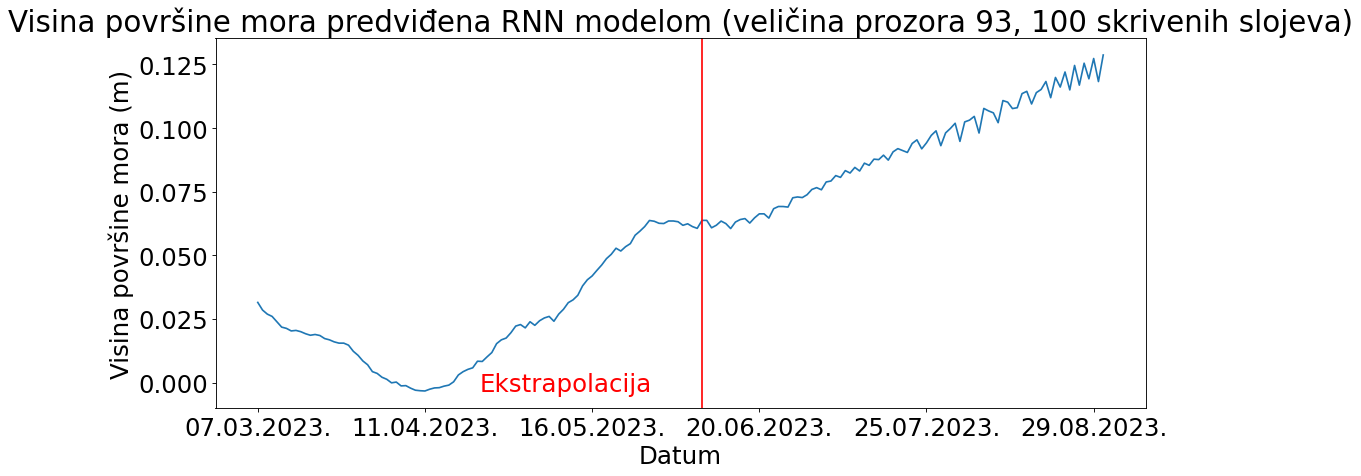 Visina površine mora predviđena RNN modelom (veličina prozora 93, 100 skrivenih slojeva)
Visina površine mora (m)
0.125
0.100
0.075
0.050
0.025
0.000
Ekstrapolacija
07.03.2023. 11.04.2023. 16.05.2023. 20.06.2023. 25.07.2023. 29.08.2023.
Datum